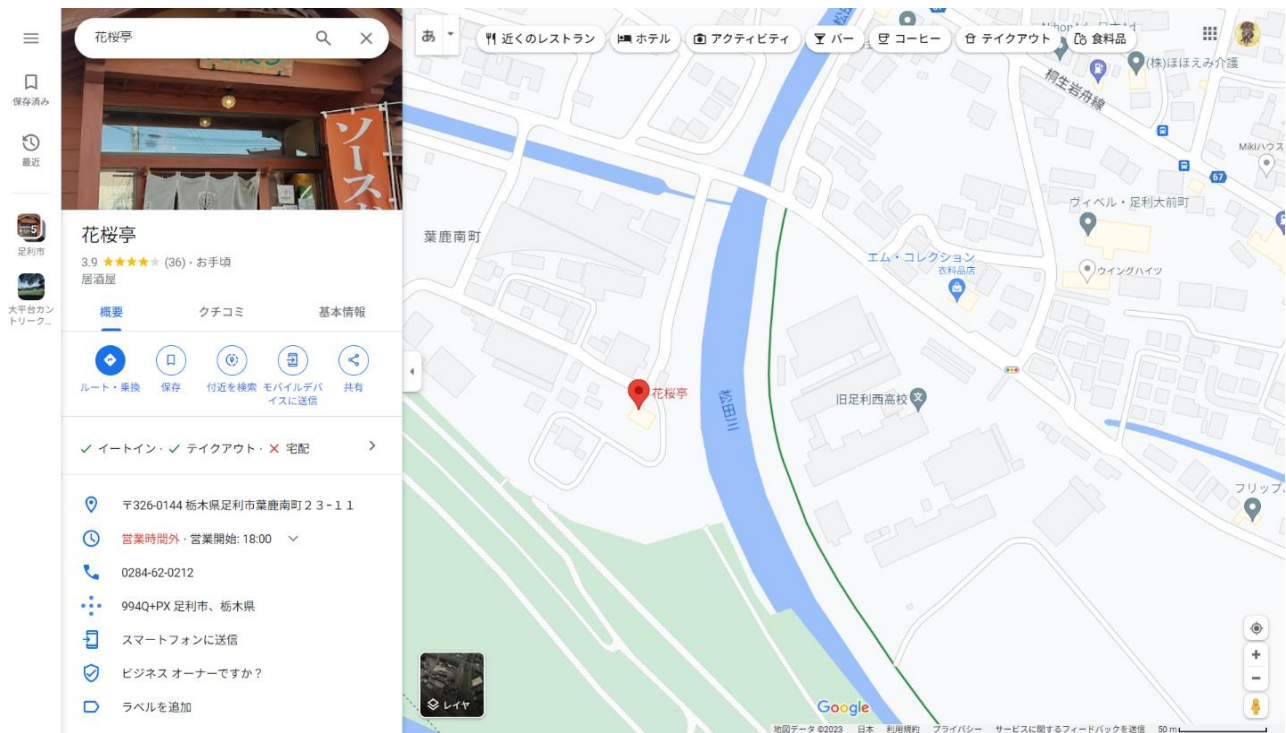 花桜亭
保存済み
最近
5
足利市
大平台カン
トリーク...
ソース
花桜亭
3.9 ★★★★★ (36)・お手頃
居酒屋
概要
クチコミ
基本情報
ルート・乗換
保存
付近を検索
モバイルデバ
イスに送信
共有
イートイン・✓ テイクアウト・✕ 宅配
〒326-0144 栃木県足利市葉鹿南町２３−１１
営業時間外・営業開始: 18:00
0284-62-0212
994Q+PX 足利市、栃木県
スマートフォンに送信
ビジネス オーナーですか？
ラベルを追加
あ
近くのレストラン
ホテル
アクティビティ
バー
コーヒー
テイクアウト
食料品
(株)ほほえみ介護
桐生岩舟線
67
Mikiハウス
ヴィベル・足利大前町
葉鹿南町
エム・コレクション
衣料品店
ウイングハイツ
花桜亭
松田川
旧足利西高校
文
フリップ
レイヤ
Google
地図データ ©2023 日本 利用規約 プライバシー サービスに関するフィードバックを送信 50 m